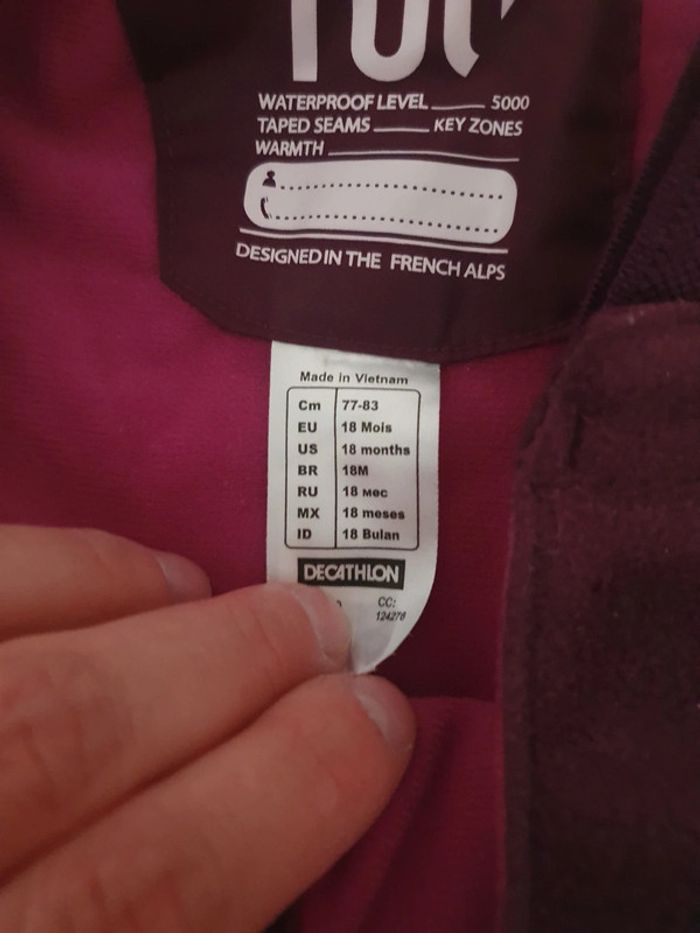 WATERPROOF LEVEL 5000
TAPED SEAMS KEY ZONES
WARMTH
DESIGNED IN THE FRENCH ALPS
Made in Vietnam
Cm 77-83
EU 18 Mois
US 18 months
BR 18M
RU 18 мес
MX 18 meses
ID 18 Bulan
DECATHLON
CC:
124276